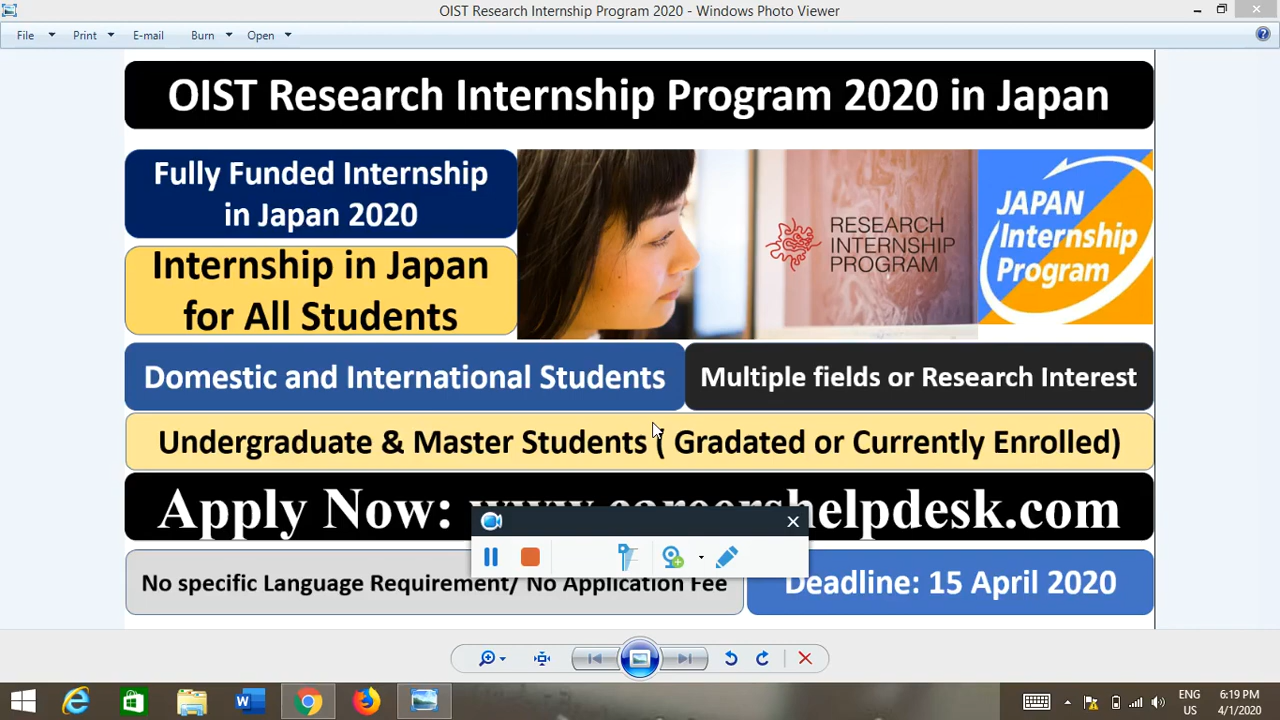 OIST Research Internship Program 2020 - Windows Photo Viewer
File Print E-mail Burn Open
OIST Research Internship Program 2020 in Japan
Fully Funded Internship
in Japan 2020
Internship in Japan
for All Students
RESEARCH
INTERNSHIP
PROGRAM
JAPAN
Internship
Program
Domestic and International Students
Multiple fields or Research Interest
Undergraduate & Master Students ( Gradated or Currently Enrolled)
Apply Now: www.careershelpdesk.com
No specific Language Requirement/ No Application Fee
Deadline: 15 April 2020
ENG
US
6:19 PM
4/1/2020